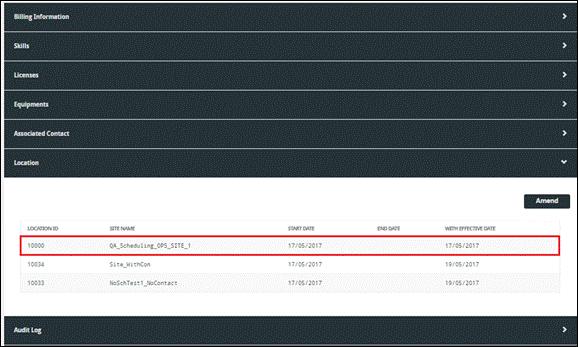 Billing Information
Skills
Licenses
Equipments
Associated Contact
Location
Amend
LOCATION ID SITE NAME START DATE END DATE WITH EFFECTIVE DATE
10000 QA_Scheduling_OPS_SITE_1 17/05/2017 17/05/2017
10034 Site_WithCon 17/05/2017 19/05/2017
10033 NoSchTest1_NoContact 17/05/2017 19/05/2017
Audit Log